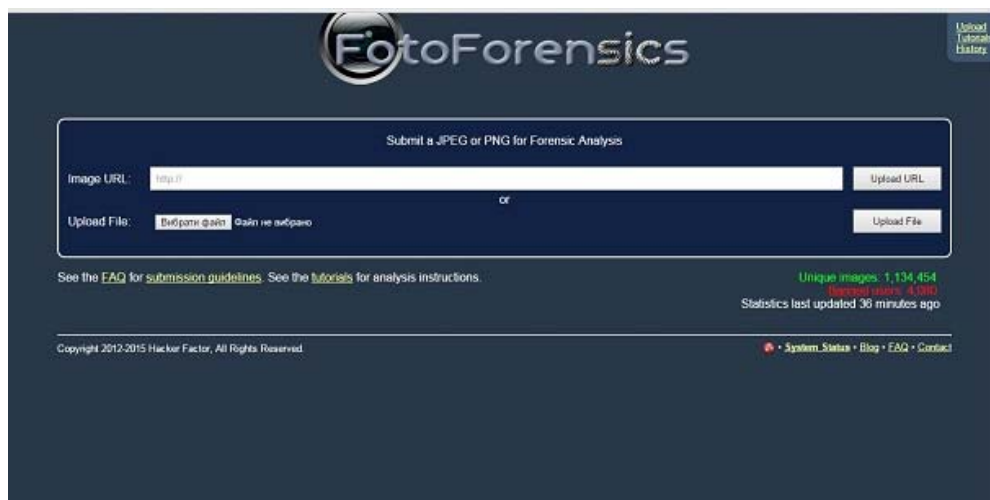 FotoForensics
Upload
Tutorials
History
Submit a JPEG or PNG for Forensic Analysis
Image URL: http:// Upload URL
or
Upload File: Вибрати файл Файл не вибрано Upload File
See the FAQ for submission guidelines. See the tutorials for analysis instructions.
Unique images: 1,134,454
Banned users: 4,080
Statistics last updated 36 minutes ago
Copyright 2012-2015 Hacker Factor, All Rights Reserved.
• System Status • Blog • FAQ • Contact